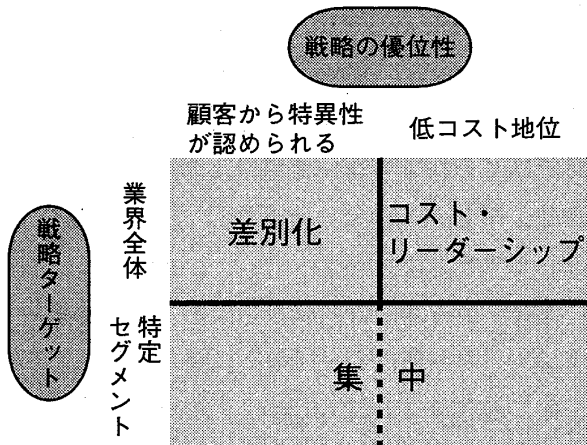 戦略の優位性
顧客から特異性
が認められる
低コスト地位
戦略ターゲット
業界全体
差別化
コスト・
リーダーシップ
特定
セグメント
集中